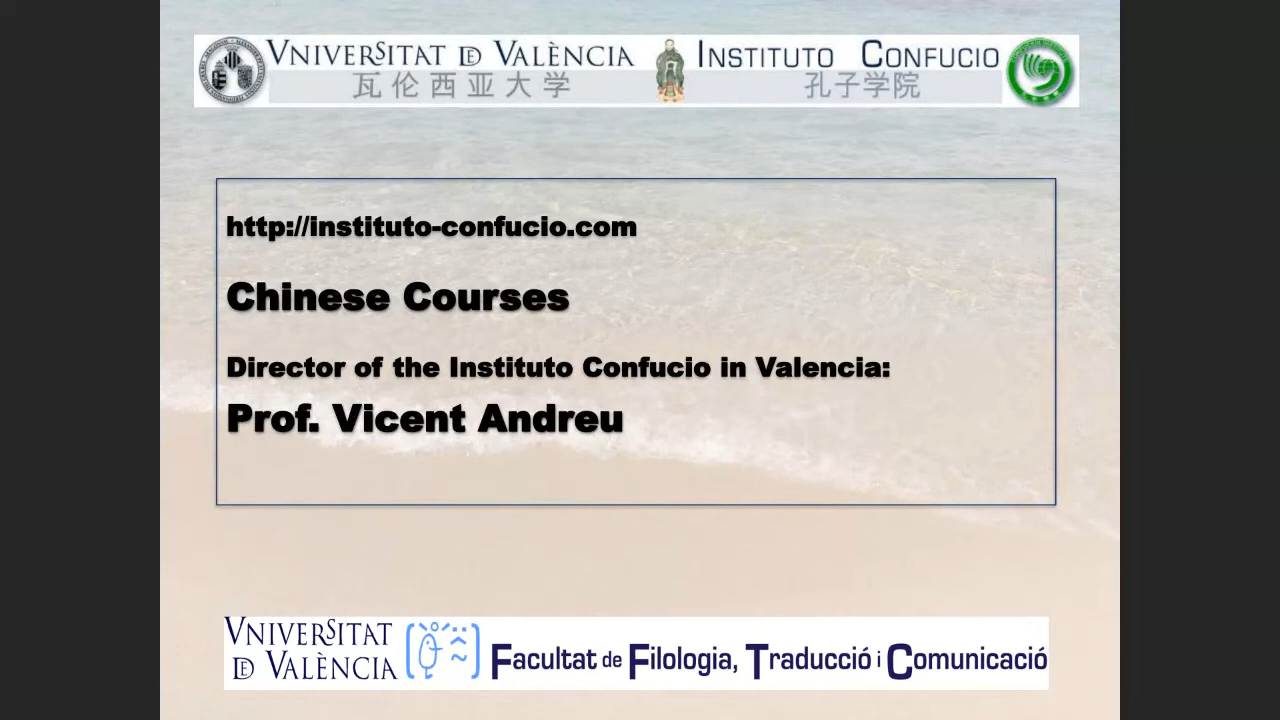 VNIVERSITAT DE VALÈNCIA
瓦伦西亚大学
INSTITUTO CONFUCIO
孔子学院
http://instituto-confucio.com
Chinese Courses
Director of the Instituto Confucio in Valencia:
Prof. Vicent Andreu
VNIVERSITAT
DE VALÈNCIA
Facultat de Filologia, Traducció i Comunicació